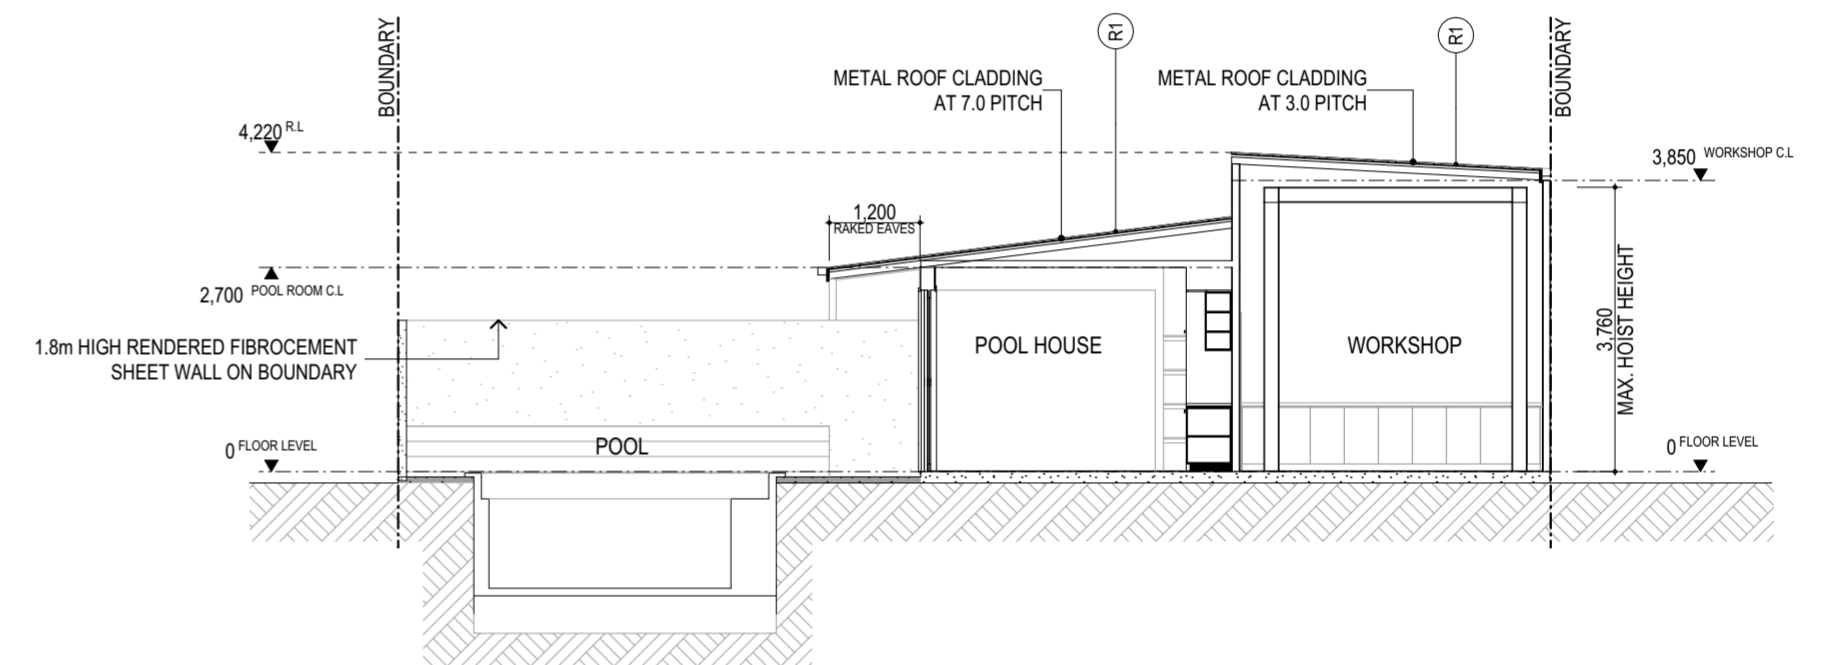 BOUNDARY
R1
R1
BOUNDARY
METAL ROOF CLADDING
AT 7.0 PITCH
METAL ROOF CLADDING
AT 3.0 PITCH
4,220 R.L
3,850 WORKSHOP C.L
1,200
RAKED EAVES
2,700 POOL ROOM C.L
1.8m HIGH RENDERED FIBROCEMENT
SHEET WALL ON BOUNDARY
POOL HOUSE
WORKSHOP
3,760
MAX. HOIST HEIGHT
POOL
0 FLOOR LEVEL
0 FLOOR LEVEL